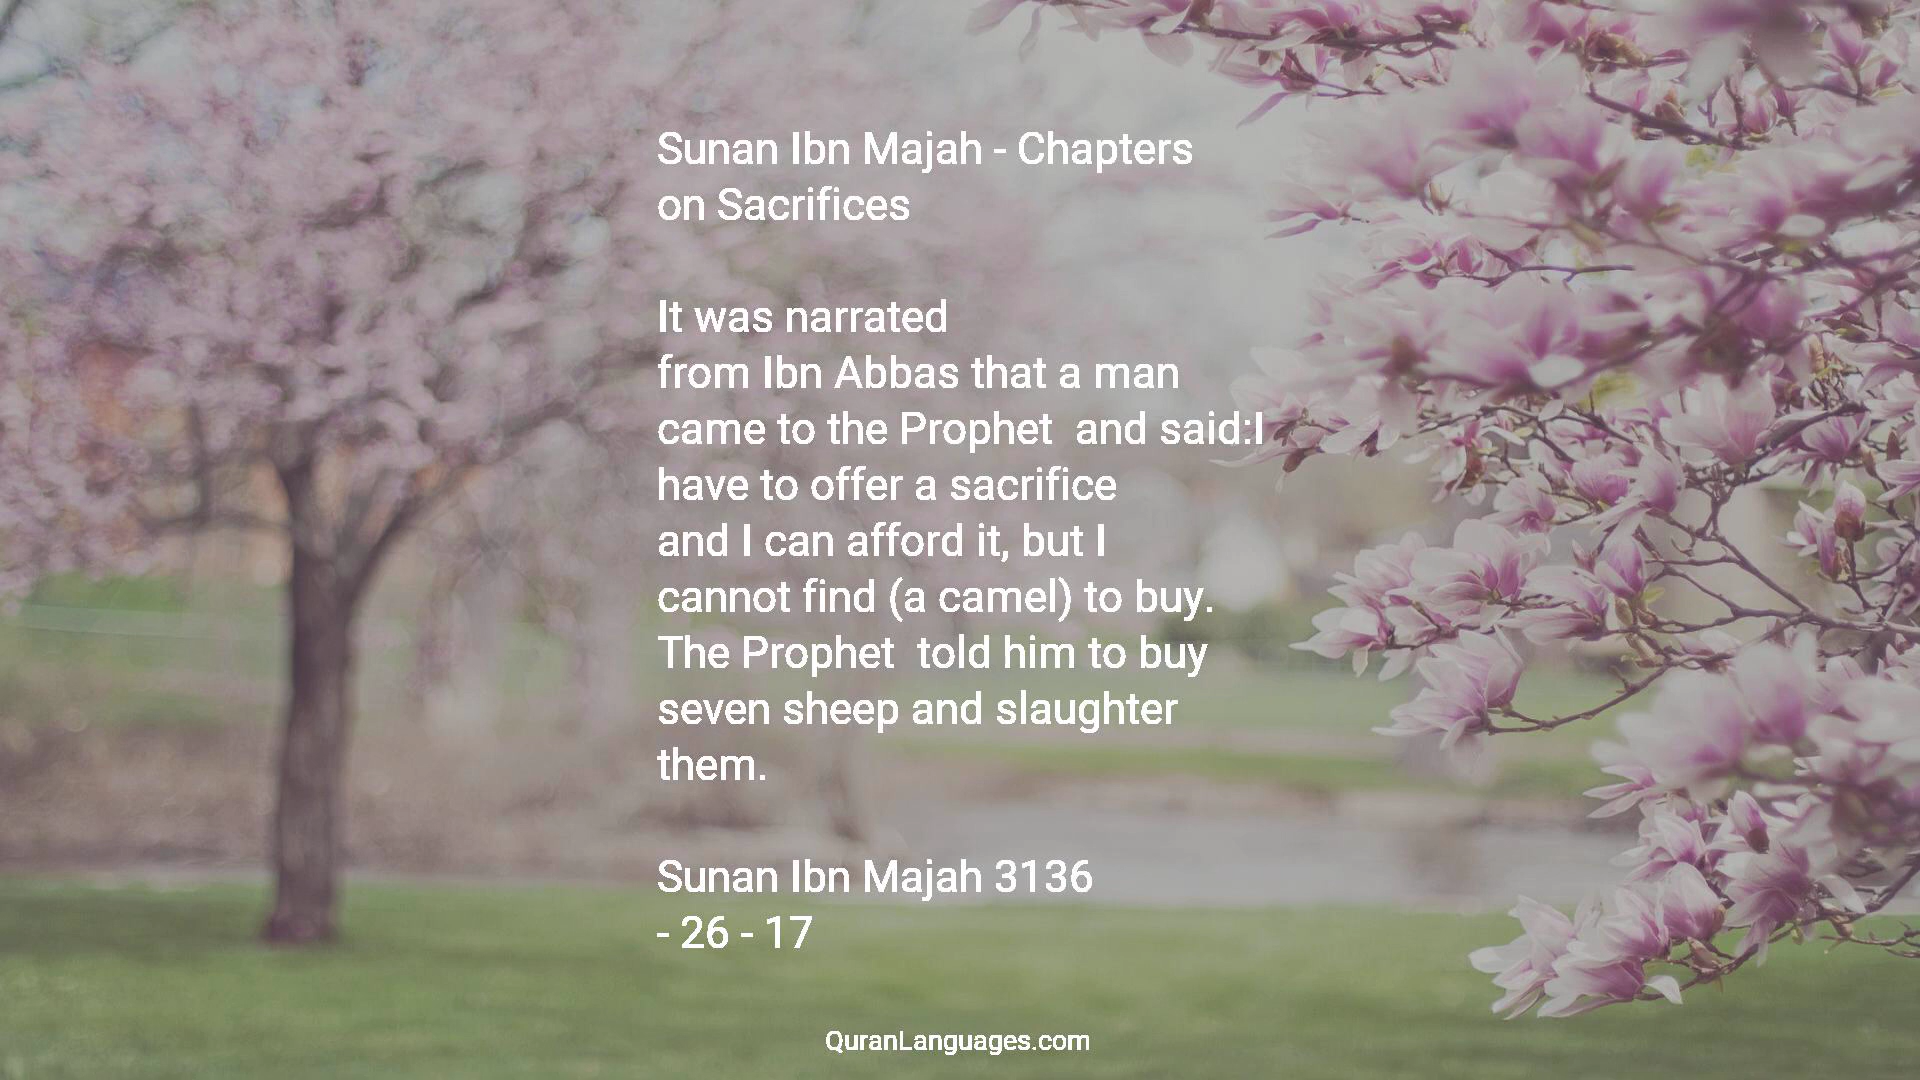 Sunan Ibn Majah - Chapters
on Sacrifices
It was narrated
from Ibn Abbas that a man
came to the Prophet  and said:I
have to offer a sacrifice
and I can afford it, but I
cannot find (a camel) to buy.
The Prophet  told him to buy
seven sheep and slaughter
them.
Sunan Ibn Majah 3136
- 26 - 17
QuranLanguages.com